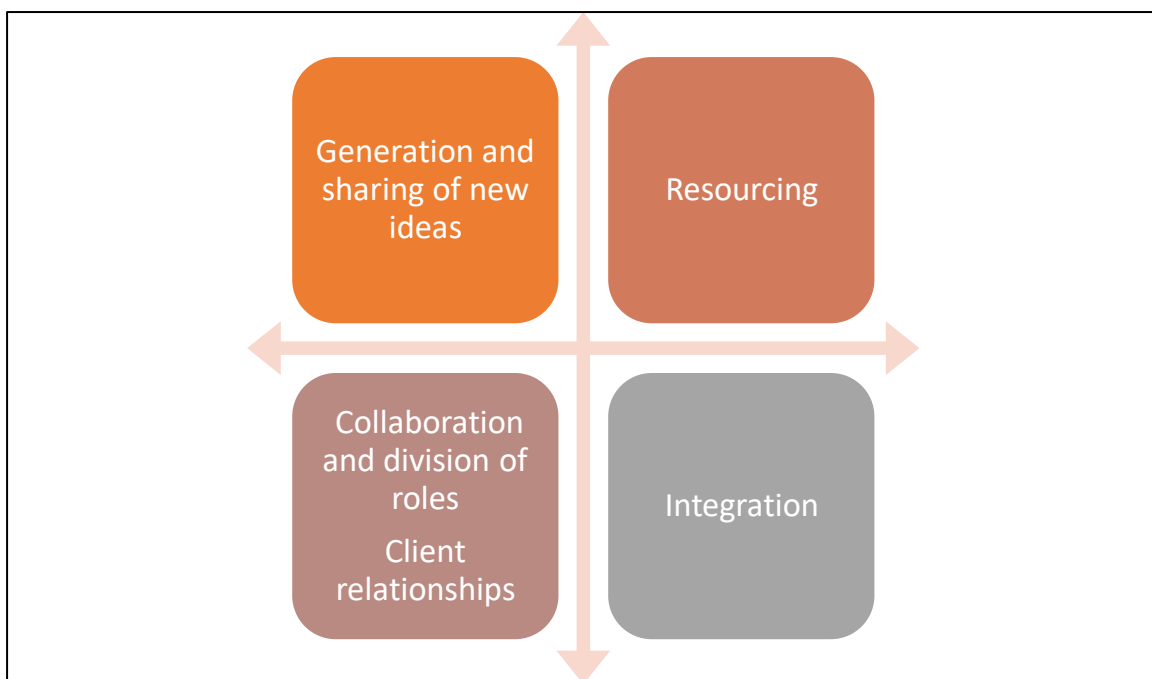 Generation and
sharing of new
ideas
Resourcing
Collaboration
and division of
roles
Client
relationships
Integration